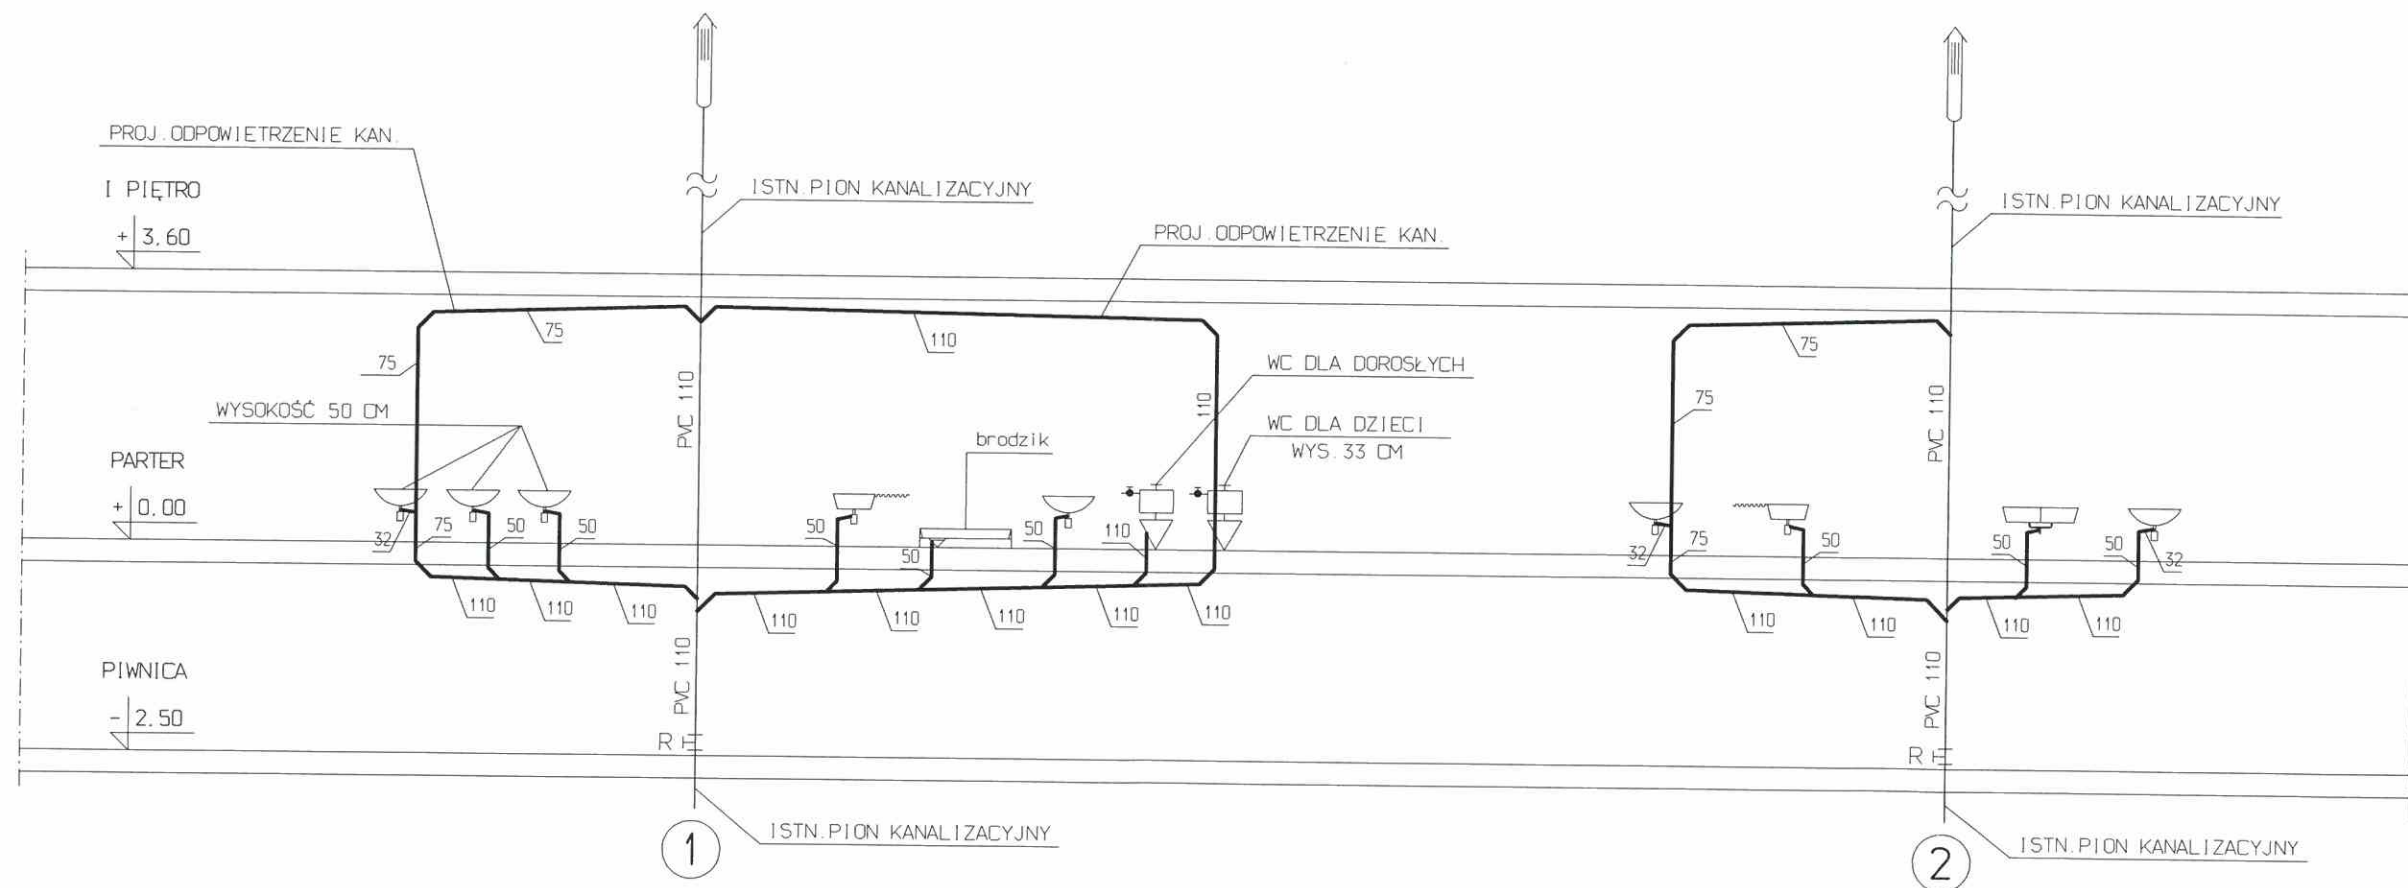 PROJ.ODPOWIETRZENIE KAN.
I PIĘTRO
+ 3.60
ISTN.PION KANALIZACYJNY
ISTN.PION KANALIZACYJNY
PROJ.ODPOWIETRZENIE KAN.
75
110
75
75
PVC 110
WC DLA DOROSŁYCH
110
75
PVC 110
WYSOKOŚĆ 50 CM
WC DLA DZIECI
WYS.33 CM
brodzik
PARTER
+ 0.00
32
75
50
50
50
50
50
110
32
75
50
50
50
32
110
110
110
110
110
110
110
110
110
110
110
110
PIWNICA
- 2.50
PVC 110
PVC 110
R
R
ISTN.PION KANALIZACYJNY
ISTN.PION KANALIZACYJNY
1
2